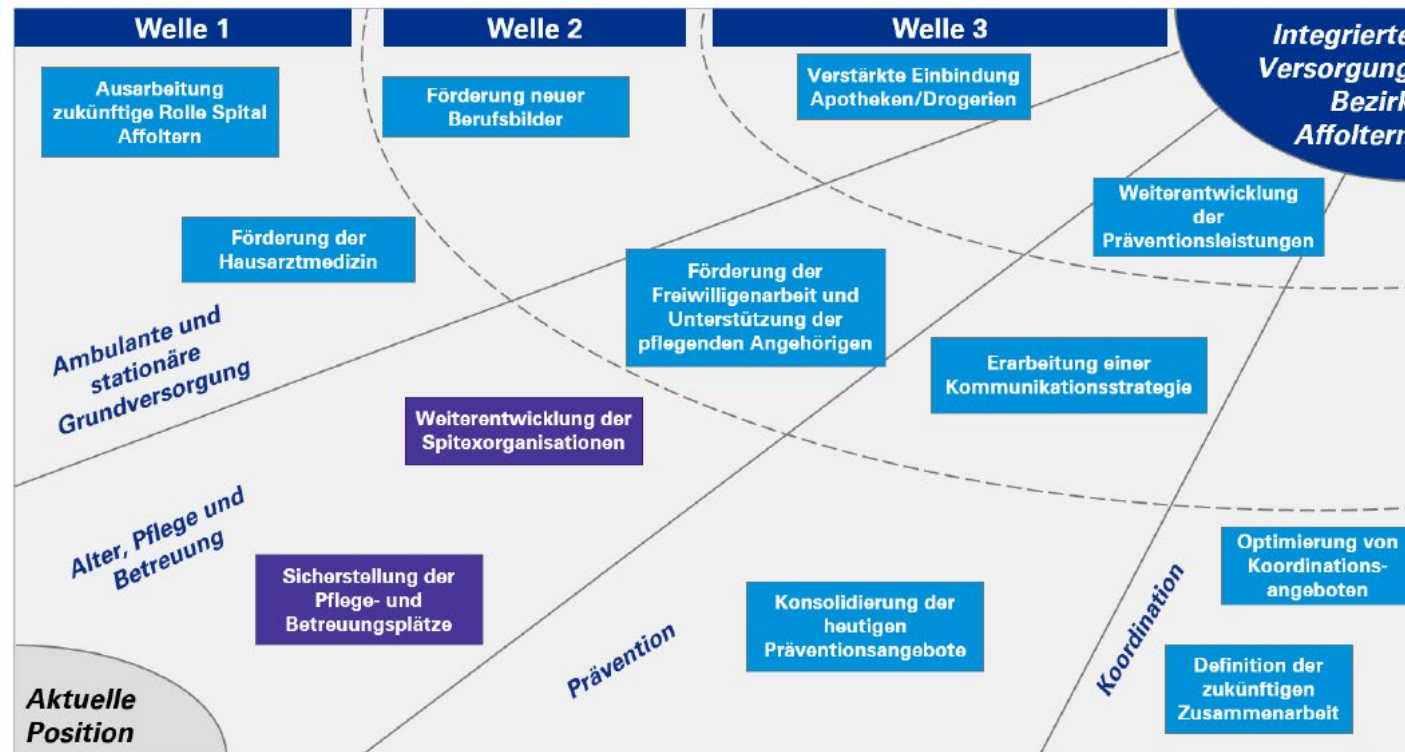 Welle 1
Welle 2
Welle 3
Integrierte
Versorgung
Bezirk
Affoltern
Ausarbeitung
zukünftige Rolle Spital
Affoltern
Förderung neuer
Berufsbilder
Verstärkte Einbindung
Apotheken/Drogerien
Weiterentwicklung
der
Präventionsleistungen
Förderung der
Hausarztmedizin
Förderung der
Freiwilligenarbeit und
Unterstützung der
pflegenden Angehörigen
Ambulante und
stationäre
Grundversorgung
Erarbeitung einer
Kommunikationsstrategie
Weiterentwicklung der
Spitexorganisationen
Alter, Pflege und
Betreuung
Sicherstellung der
Pflege- und
Betreuungsplätze
Prävention
Konsolidierung der
heutigen
Präventionsangebote
Koordination
Optimierung von
Koordinations-
angeboten
Definition der
zukünftigen
Zusammenarbeit
Aktuelle
Position